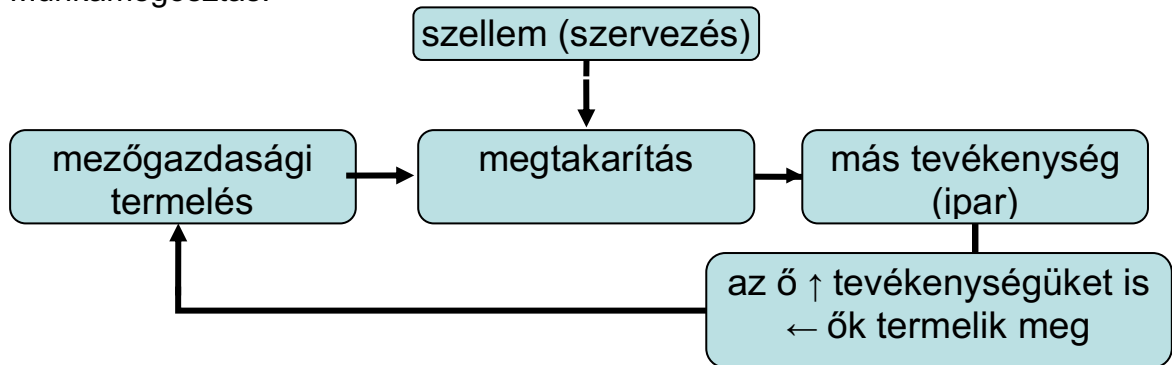 szellem (szervezés)
mezőgazdasági
termelés
megtakarítás
más tevékenység
(ipar)
az ő ↑ tevékenységüket is
← ők termelik meg